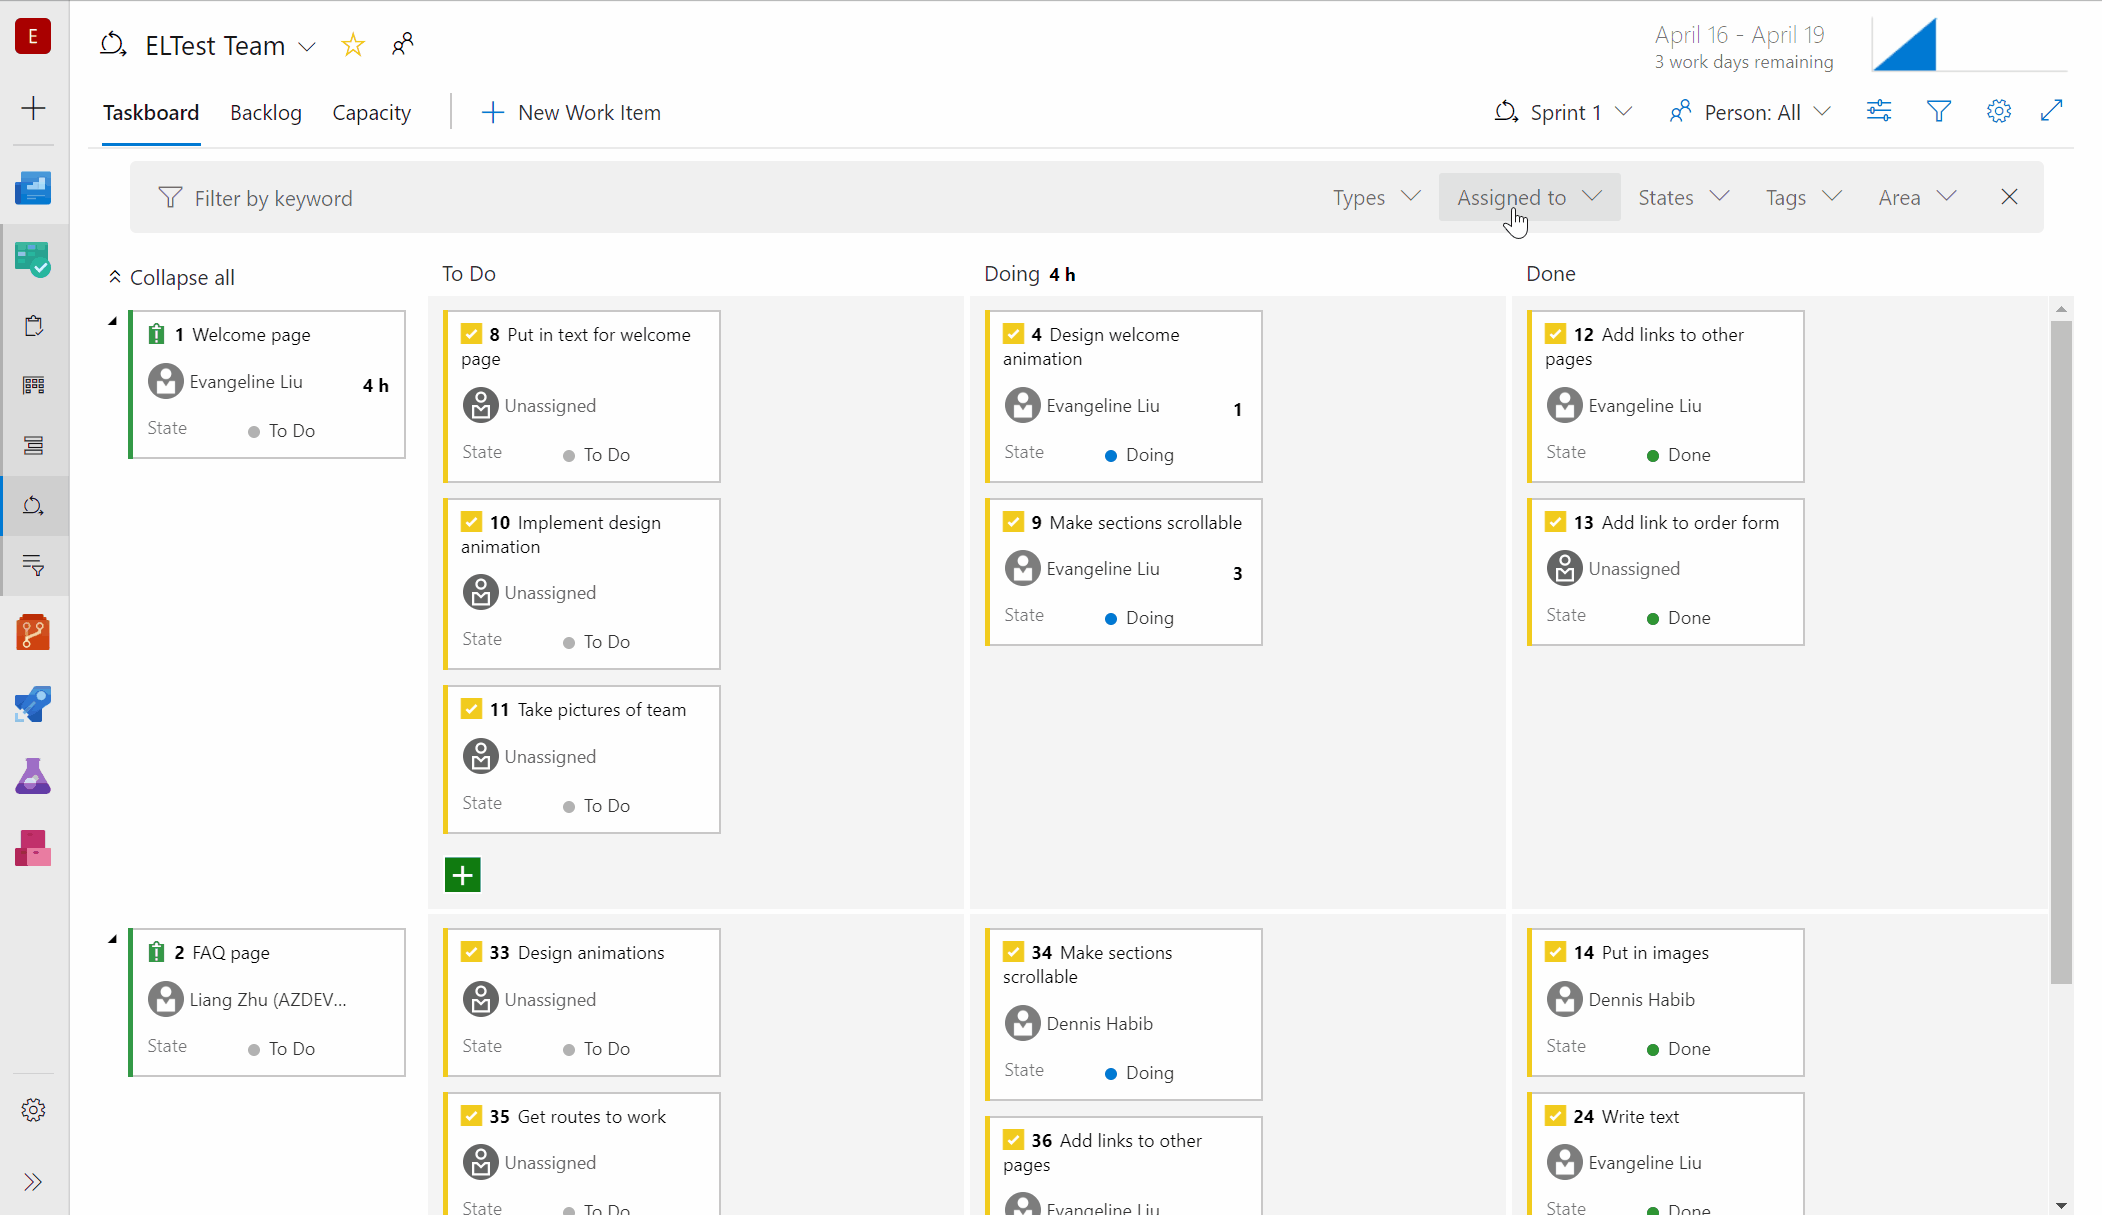 E
ELTest Team
April 16 - April 19
3 work days remaining
Taskboard
Backlog
Capacity
New Work Item
Sprint 1
Person: All
Filter by keyword
Types
Assigned to
States
Tags
Area
Collapse all
To Do
Doing 4 h
Done
1 Welcome page
Evangeline Liu
4 h
State
To Do
8 Put in text for welcome
page
Unassigned
State
To Do
10 Implement design
animation
Unassigned
State
To Do
11 Take pictures of team
Unassigned
State
To Do
4 Design welcome
animation
Evangeline Liu
1
State
Doing
9 Make sections scrollable
Evangeline Liu
3
State
Doing
12 Add links to other
pages
Evangeline Liu
State
Done
13 Add link to order form
Unassigned
State
Done
2 FAQ page
Liang Zhu (AZDEV...
State
To Do
33 Design animations
Unassigned
State
To Do
35 Get routes to work
Unassigned
State
To Do
34 Make sections
scrollable
Dennis Habib
State
Doing
36 Add links to other
pages
Evangeline Liu
14 Put in images
Dennis Habib
State
Done
24 Write text
Evangeline Liu
State
Done